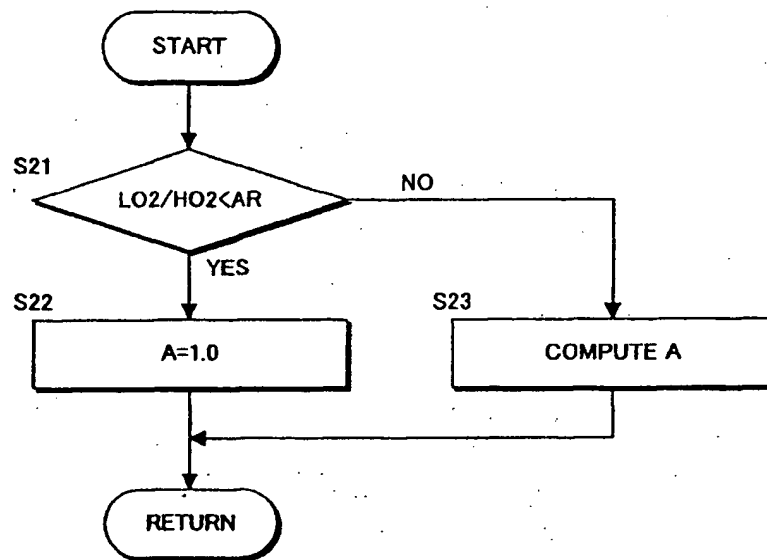 START
S21
LO2/HO2<AR
NO
YES
S22
A=1.0
S23
COMPUTE A
RETURN